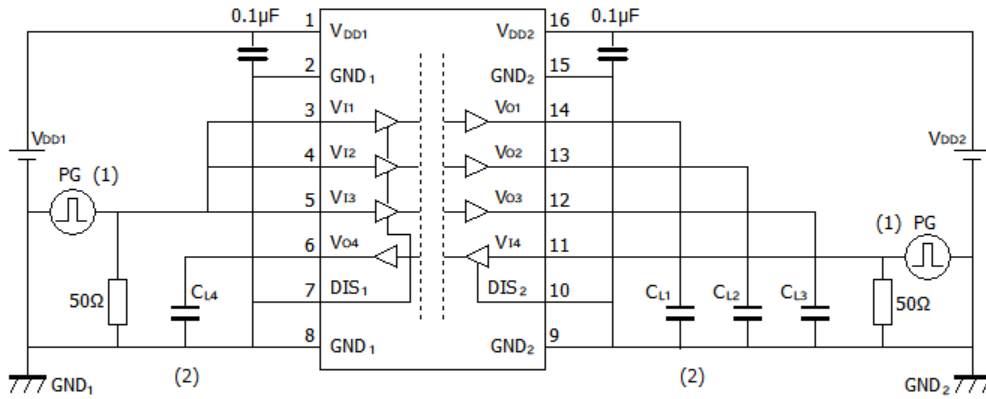 0.1µF 1 VDD1 VDD2 16 0.1µF
2 GND1 GND2 15
3 VI1 VO1 14
VDD1 4 VI2 VO2 13 VDD2
PG (1) 5 VI3 VO3 12
6 VO4 VI4 11 (1) PG
50Ω CL4 7 DIS1 DIS2 10 CL1 CL2 CL3 50Ω
8 GND1 GND2 9
GND1 (2) (2) GND2